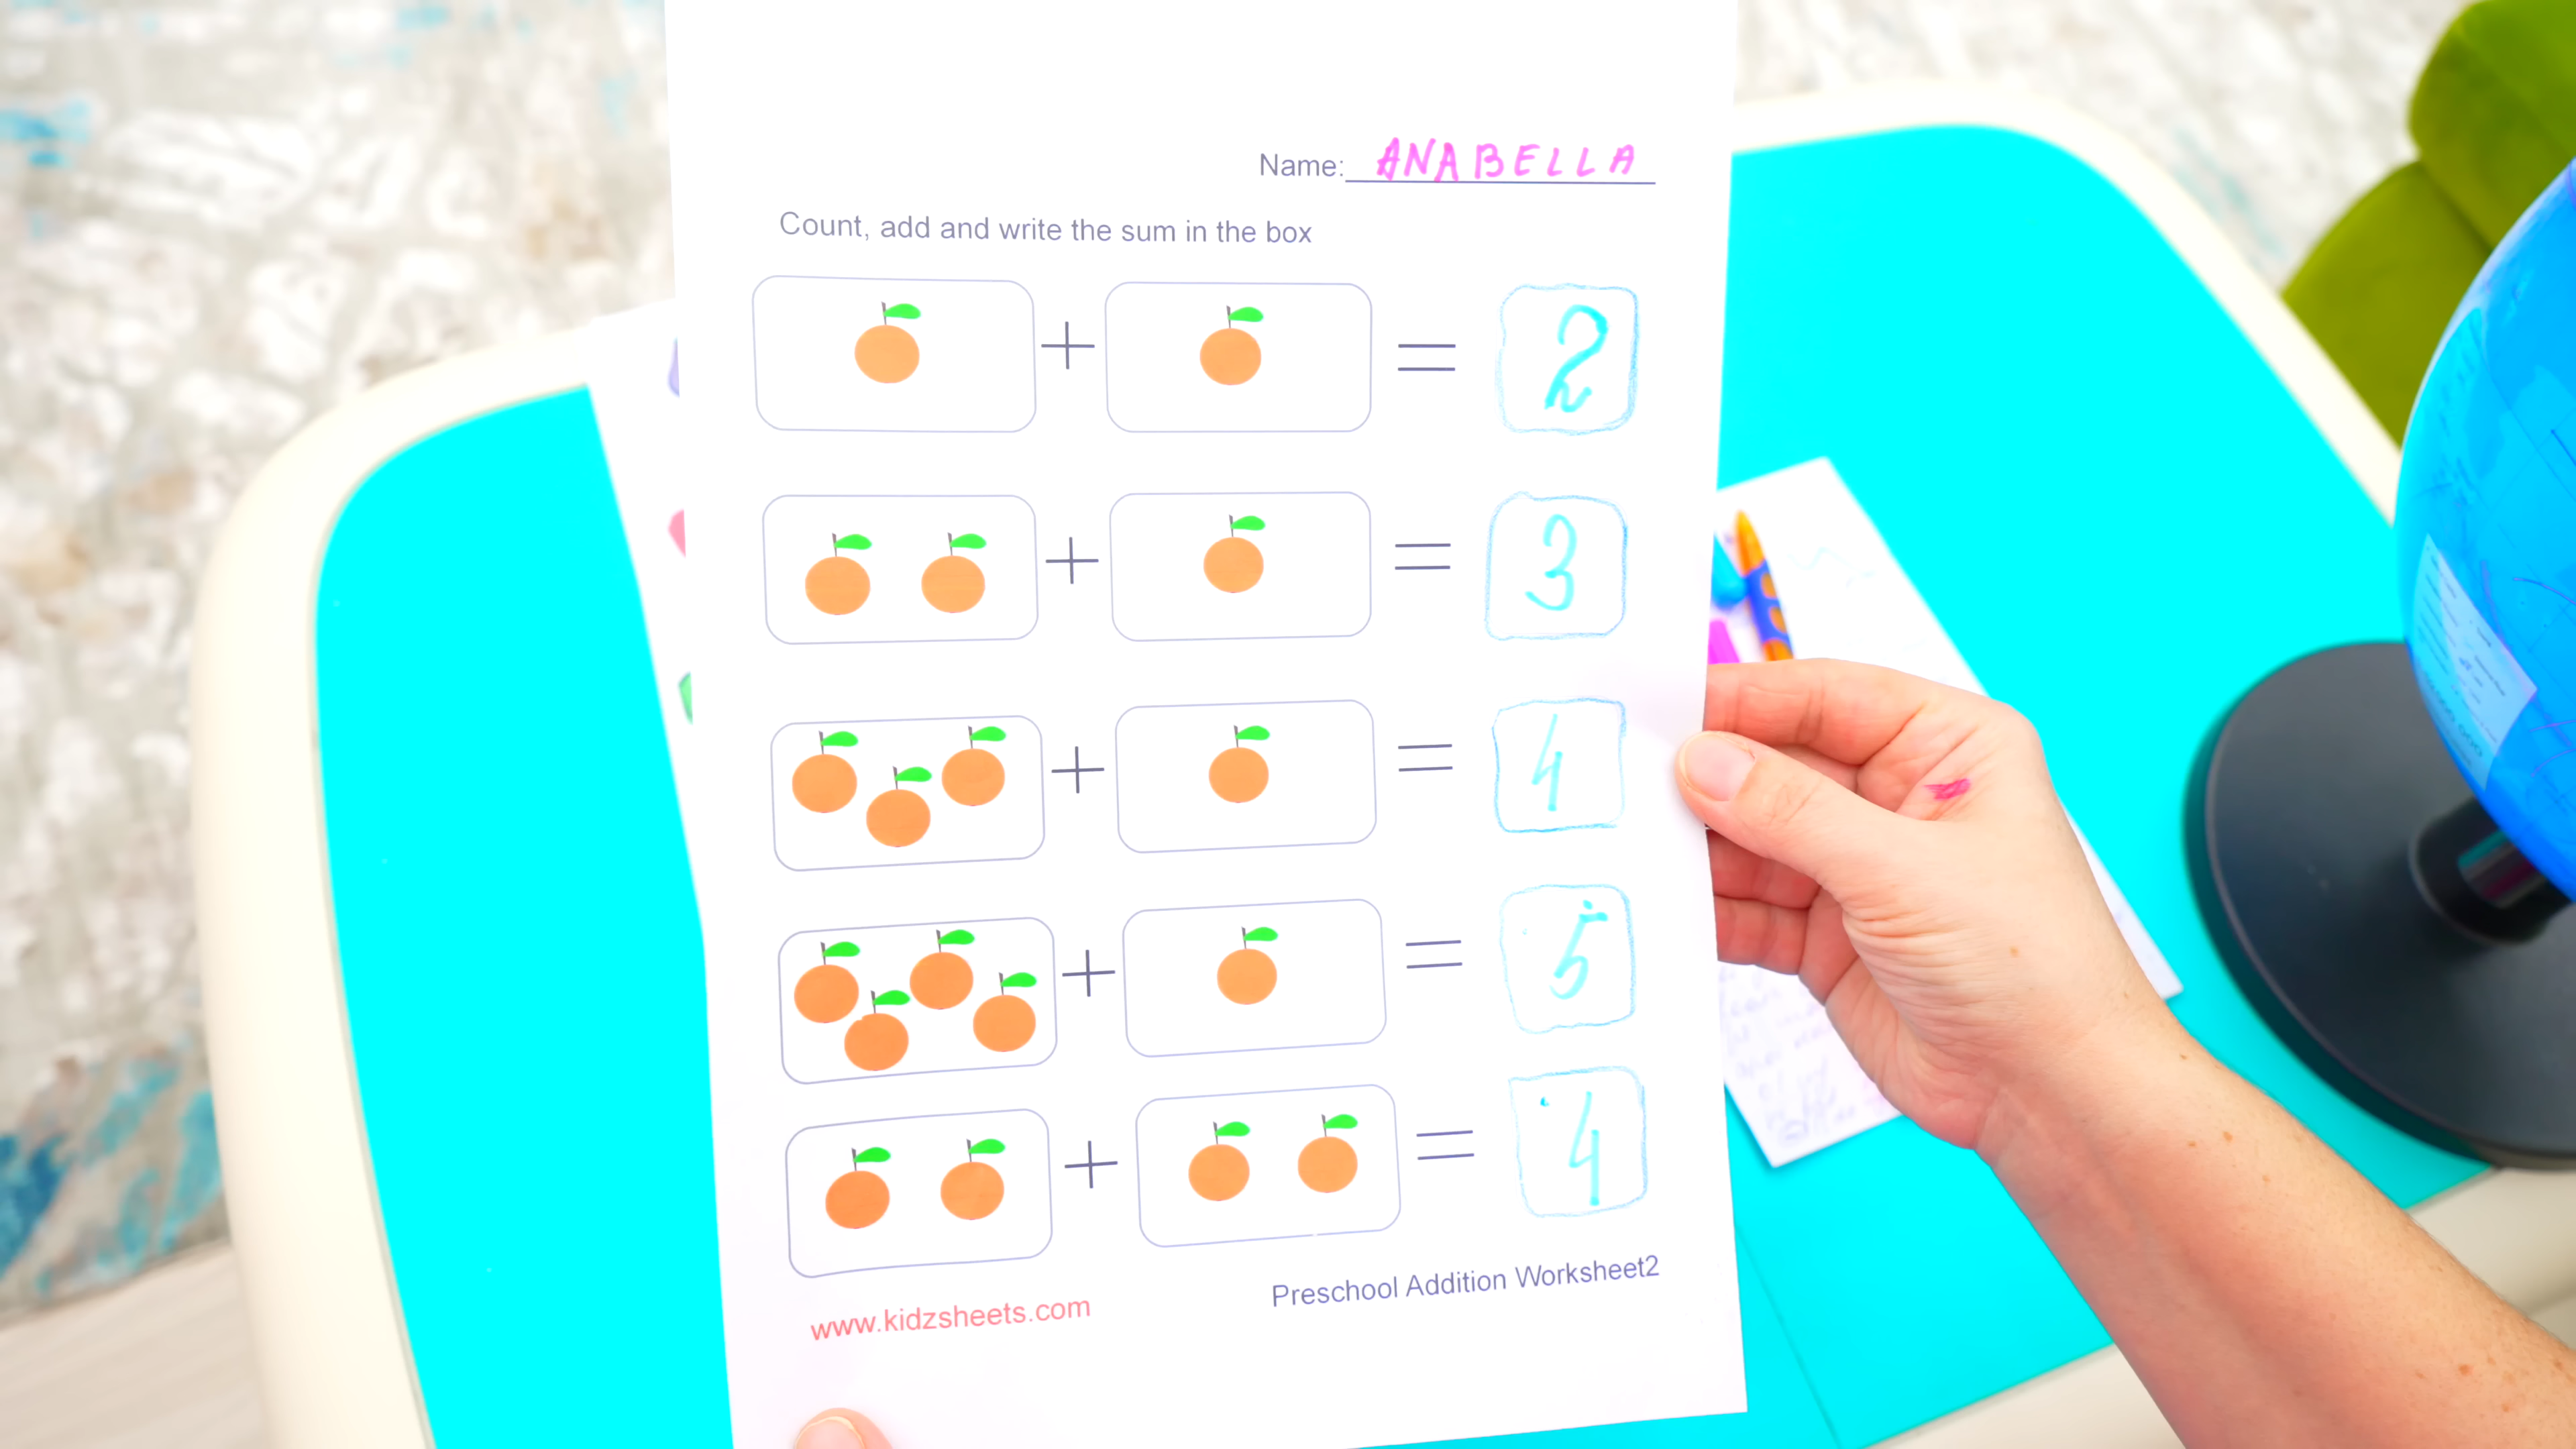 Name: ANABELLA
Count, add and write the sum in the box
+ = 2
+ = 3
+ = 4
+ = 5
+ = 4
www.kidzsheets.com
Preschool Addition Worksheet2